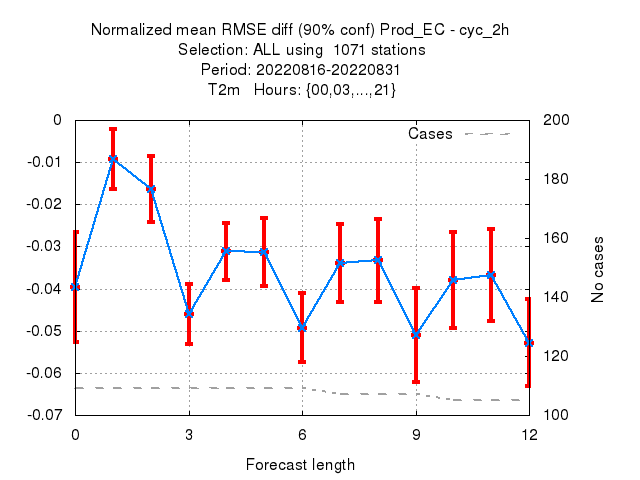 Normalized mean RMSE diff (90% conf) Prod_EC - cyc_2h
Selection: ALL using  1071 stations
Period: 20220816-20220831
T2m   Hours: {00,03,...,21}
Cases
0
-0.01
-0.02
-0.03
-0.04
-0.05
-0.06
-0.07
200
180
160
140
120
100
No cases
0 3 6 9 12
Forecast length